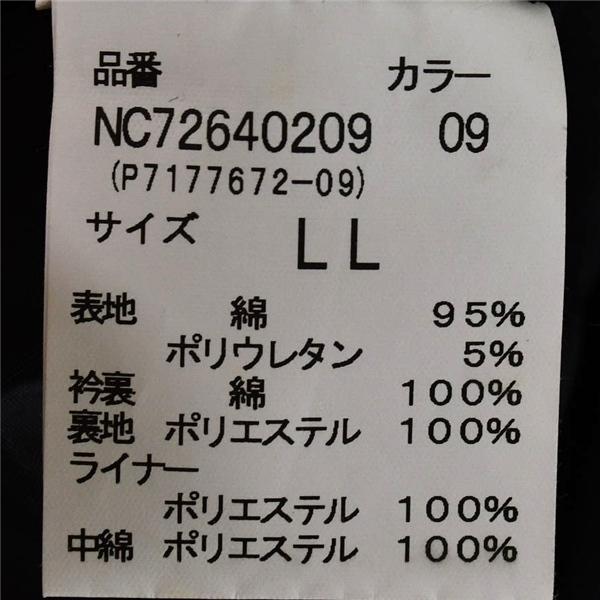 品番 カラー
NC72640209 09
(P7177672-09)
サイズ LL
表地 綿 95%
ポリウレタン 5%
衿裏 綿 100%
裏地 ポリエステル 100%
ライナー
ポリエステル 100%
中綿 ポリエステル 100%